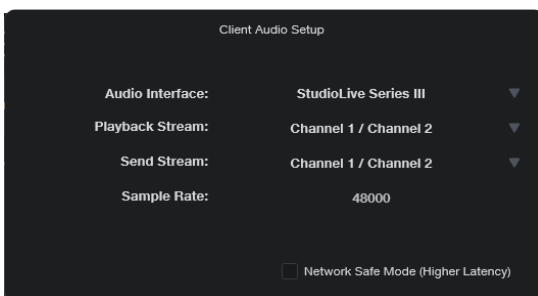 Client Audio Setup
Audio Interface: StudioLive Series III
Playback Stream: Channel 1 / Channel 2
Send Stream: Channel 1 / Channel 2
Sample Rate: 48000
Network Safe Mode (Higher Latency)